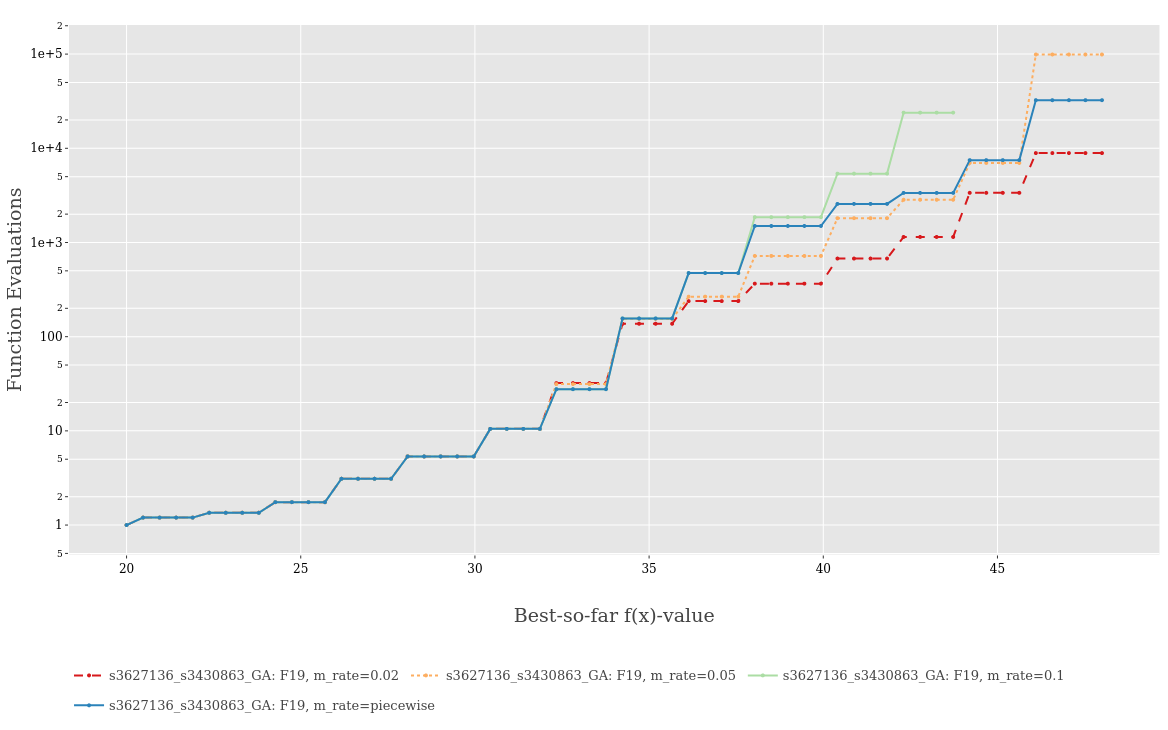 2
1e+5
5
2
1e+4
5
2
1e+3
5
2
100
5
2
10
5
2
1
5
Function Evaluations
20 25 30 35 40 45
Best-so-far f(x)-value
s3627136_s3430863_GA: F19, m_rate=0.02 s3627136_s3430863_GA: F19, m_rate=0.05 s3627136_s3430863_GA: F19, m_rate=0.1
s3627136_s3430863_GA: F19, m_rate=piecewise